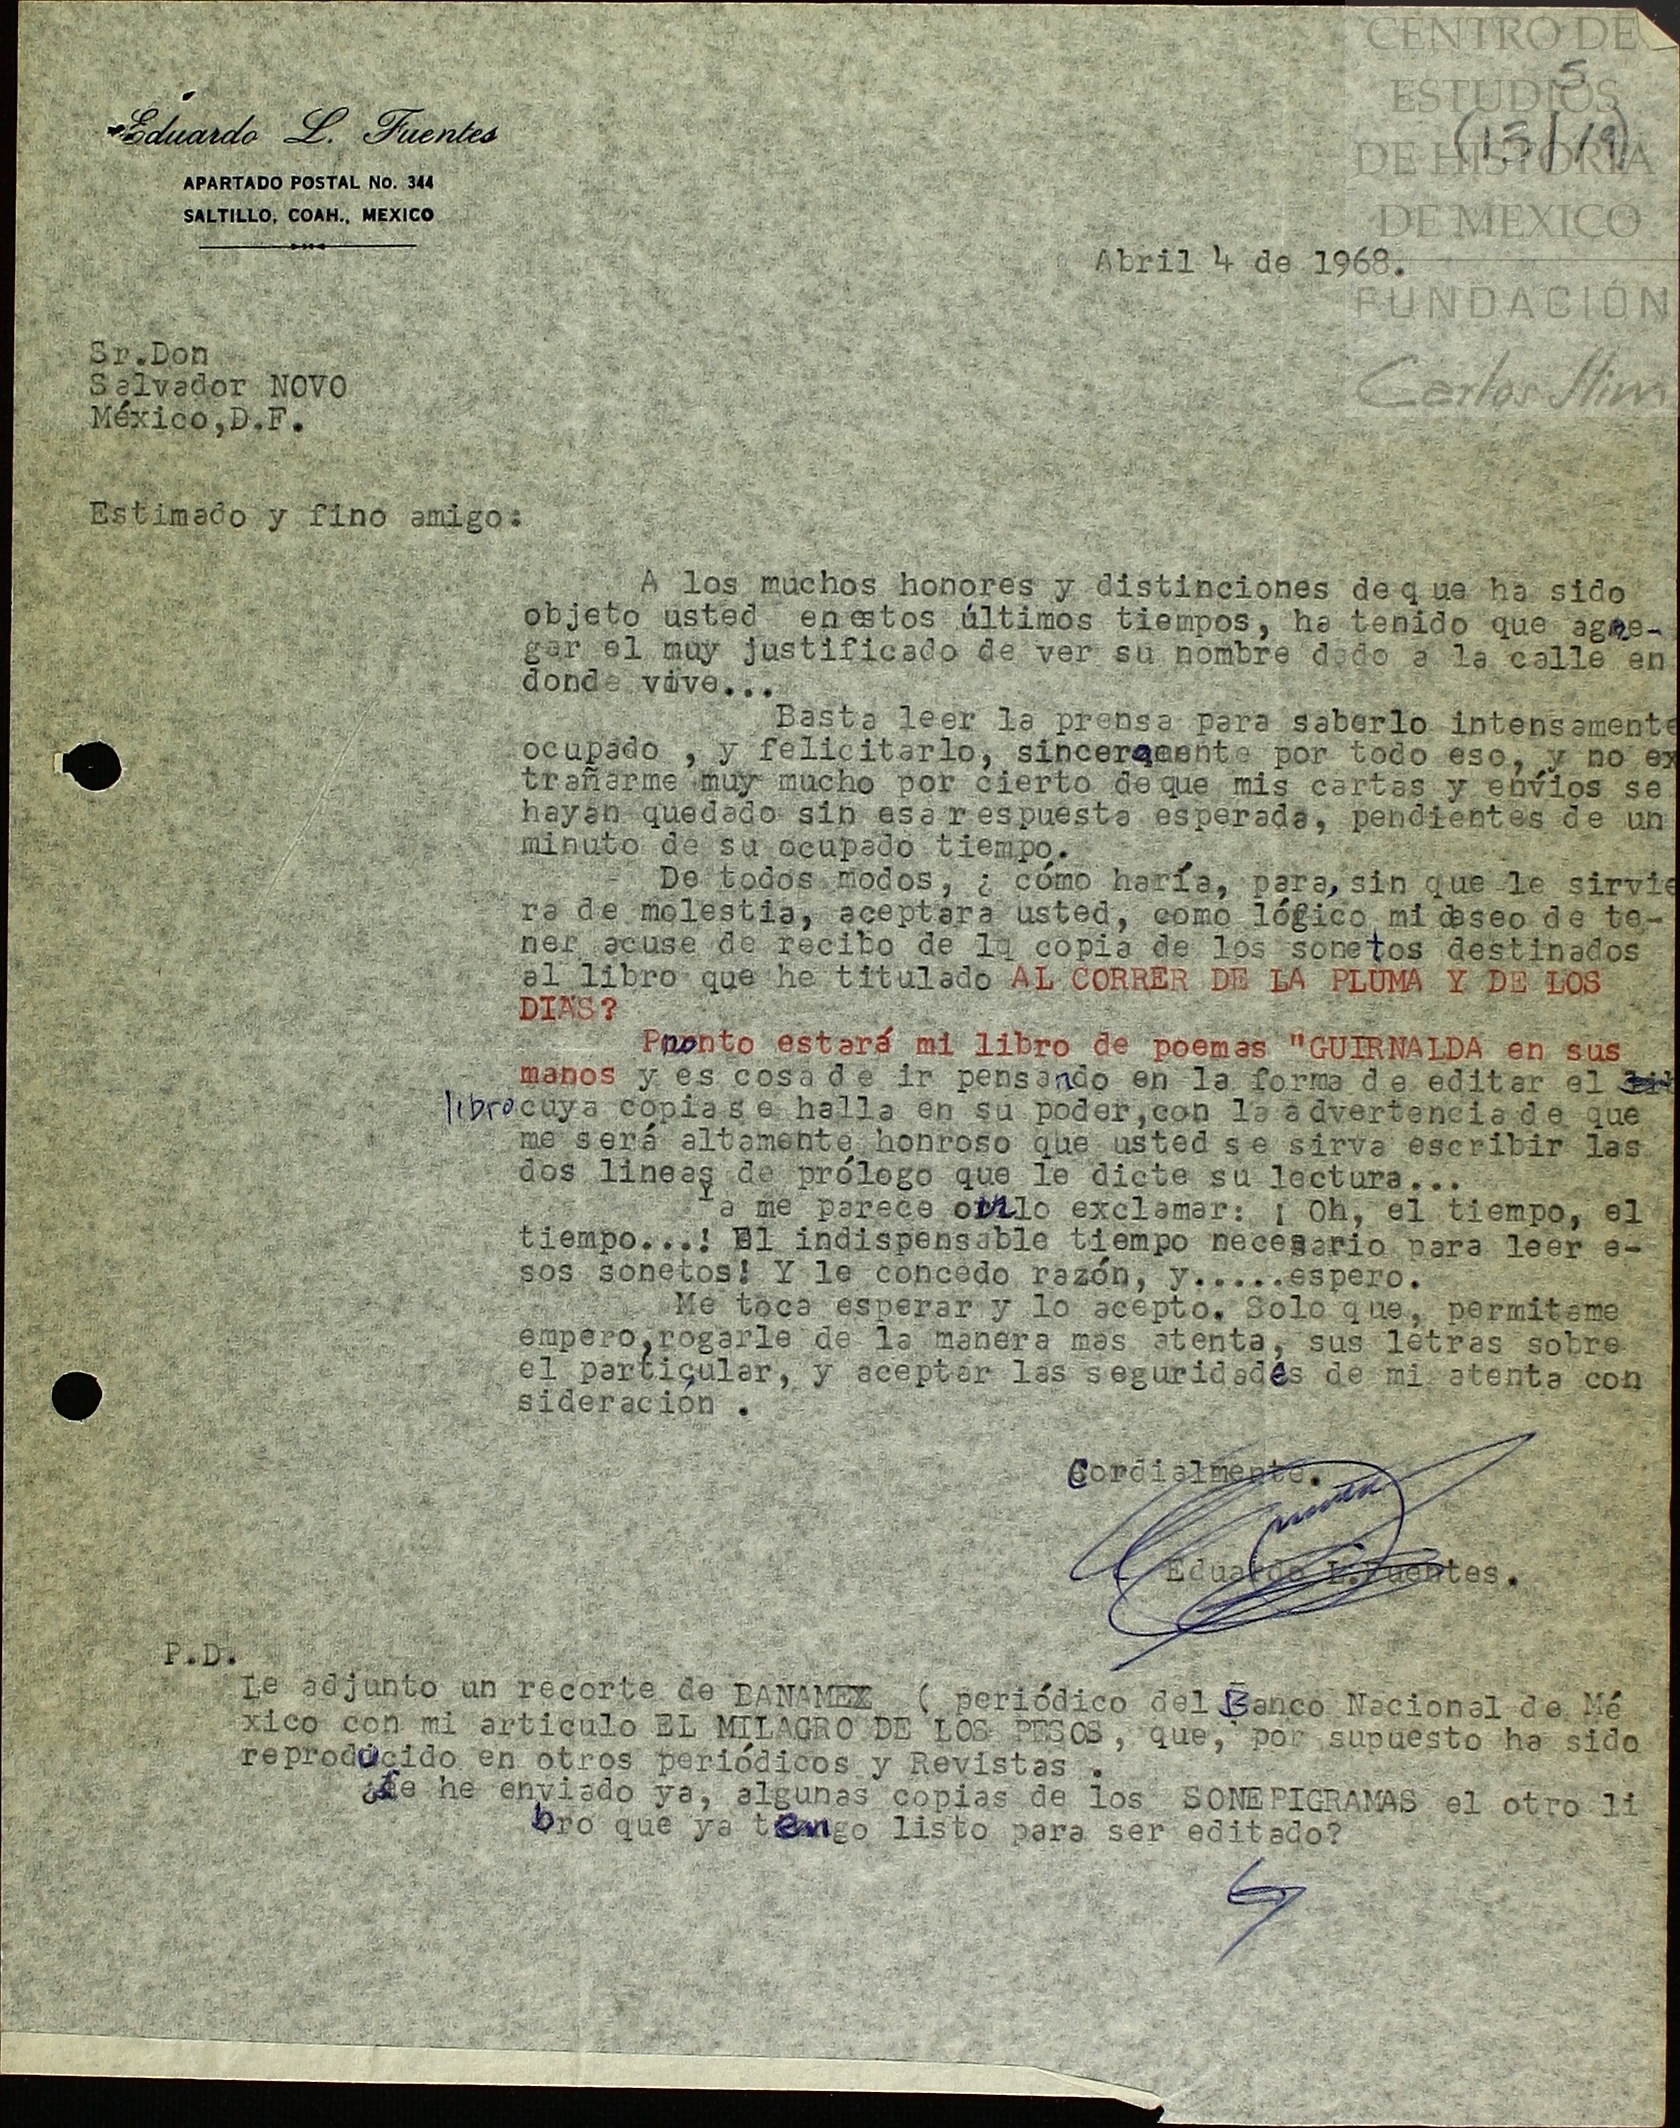 CENTRO DE
ESTUDIOS
DE HISTORIA
DE MEXICO
FUNDACIÓN
Carlos Slim
5
(13/19)
Eduardo L. Fuentes
APARTADO POSTAL No. 344
SALTILLO, COAH., MEXICO
Abril 4 de 1968.
Sr.Don
Salvador NOVO
México,D.F.
Estimado y fino amigo:
A los muchos honores y distinciones de que ha sido
objeto usted en estos últimos tiempos, ha tenido que agre-
gar el muy justificado de ver su nombre dado a la calle en
donde vive...
Basta leer la prensa para saberlo intensamente
ocupado , y felicitarlo, sinceramente por todo eso, y no ex
trañarme muy mucho por cierto de que mis cartas y envíos se
hayan quedado sin esa respuesta esperada, pendientes de un
minuto de su ocupado tiempo.
De todos modos, ¿ cómo haría, para, sin que le sirvie
ra de molestia, aceptara usted, como lógico mi deseo de te-
ner acuse de recibo de la copia de los sonetos destinados
al libro que he titulado AL CORRER DE LA PLUMA Y DE LOS
DIAS?
Pronto estará mi libro de poemas "GUIRNALDA en sus
manos y es cosa de ir pensando en la forma de editar el
libro cuya copia se halla en su poder,con la advertencia de que
me será altamente honroso que usted se sirva escribir las
dos lineas de prólogo que le dicte su lectura...
Ya me parece oirlo exclamar: ¡ Oh, el tiempo, el
tiempo...! El indispensable tiempo necesario para leer e-
sos sonetos! Y le concedo razón, y.....espero.
Me toca esperar y lo acepto. Solo que, permitame
empero,rogarle de la manera mas atenta, sus letras sobre
el particular, y aceptar las seguridades de mi atenta con
sideración .
Cordialmente.
Eduardo L.Fuentes.
P.D.
Le adjunto un recorte de BANAMEX ( periódico del Banco Nacional de Mé
xico con mi articulo EL MILAGRO DE LOS PESOS, que, por supuesto ha sido
reproducido en otros periódicos y Revistas .
¿Le he enviado ya, algunas copias de los SONEPIGRAMAS el otro li
bro que ya tengo listo para ser editado?